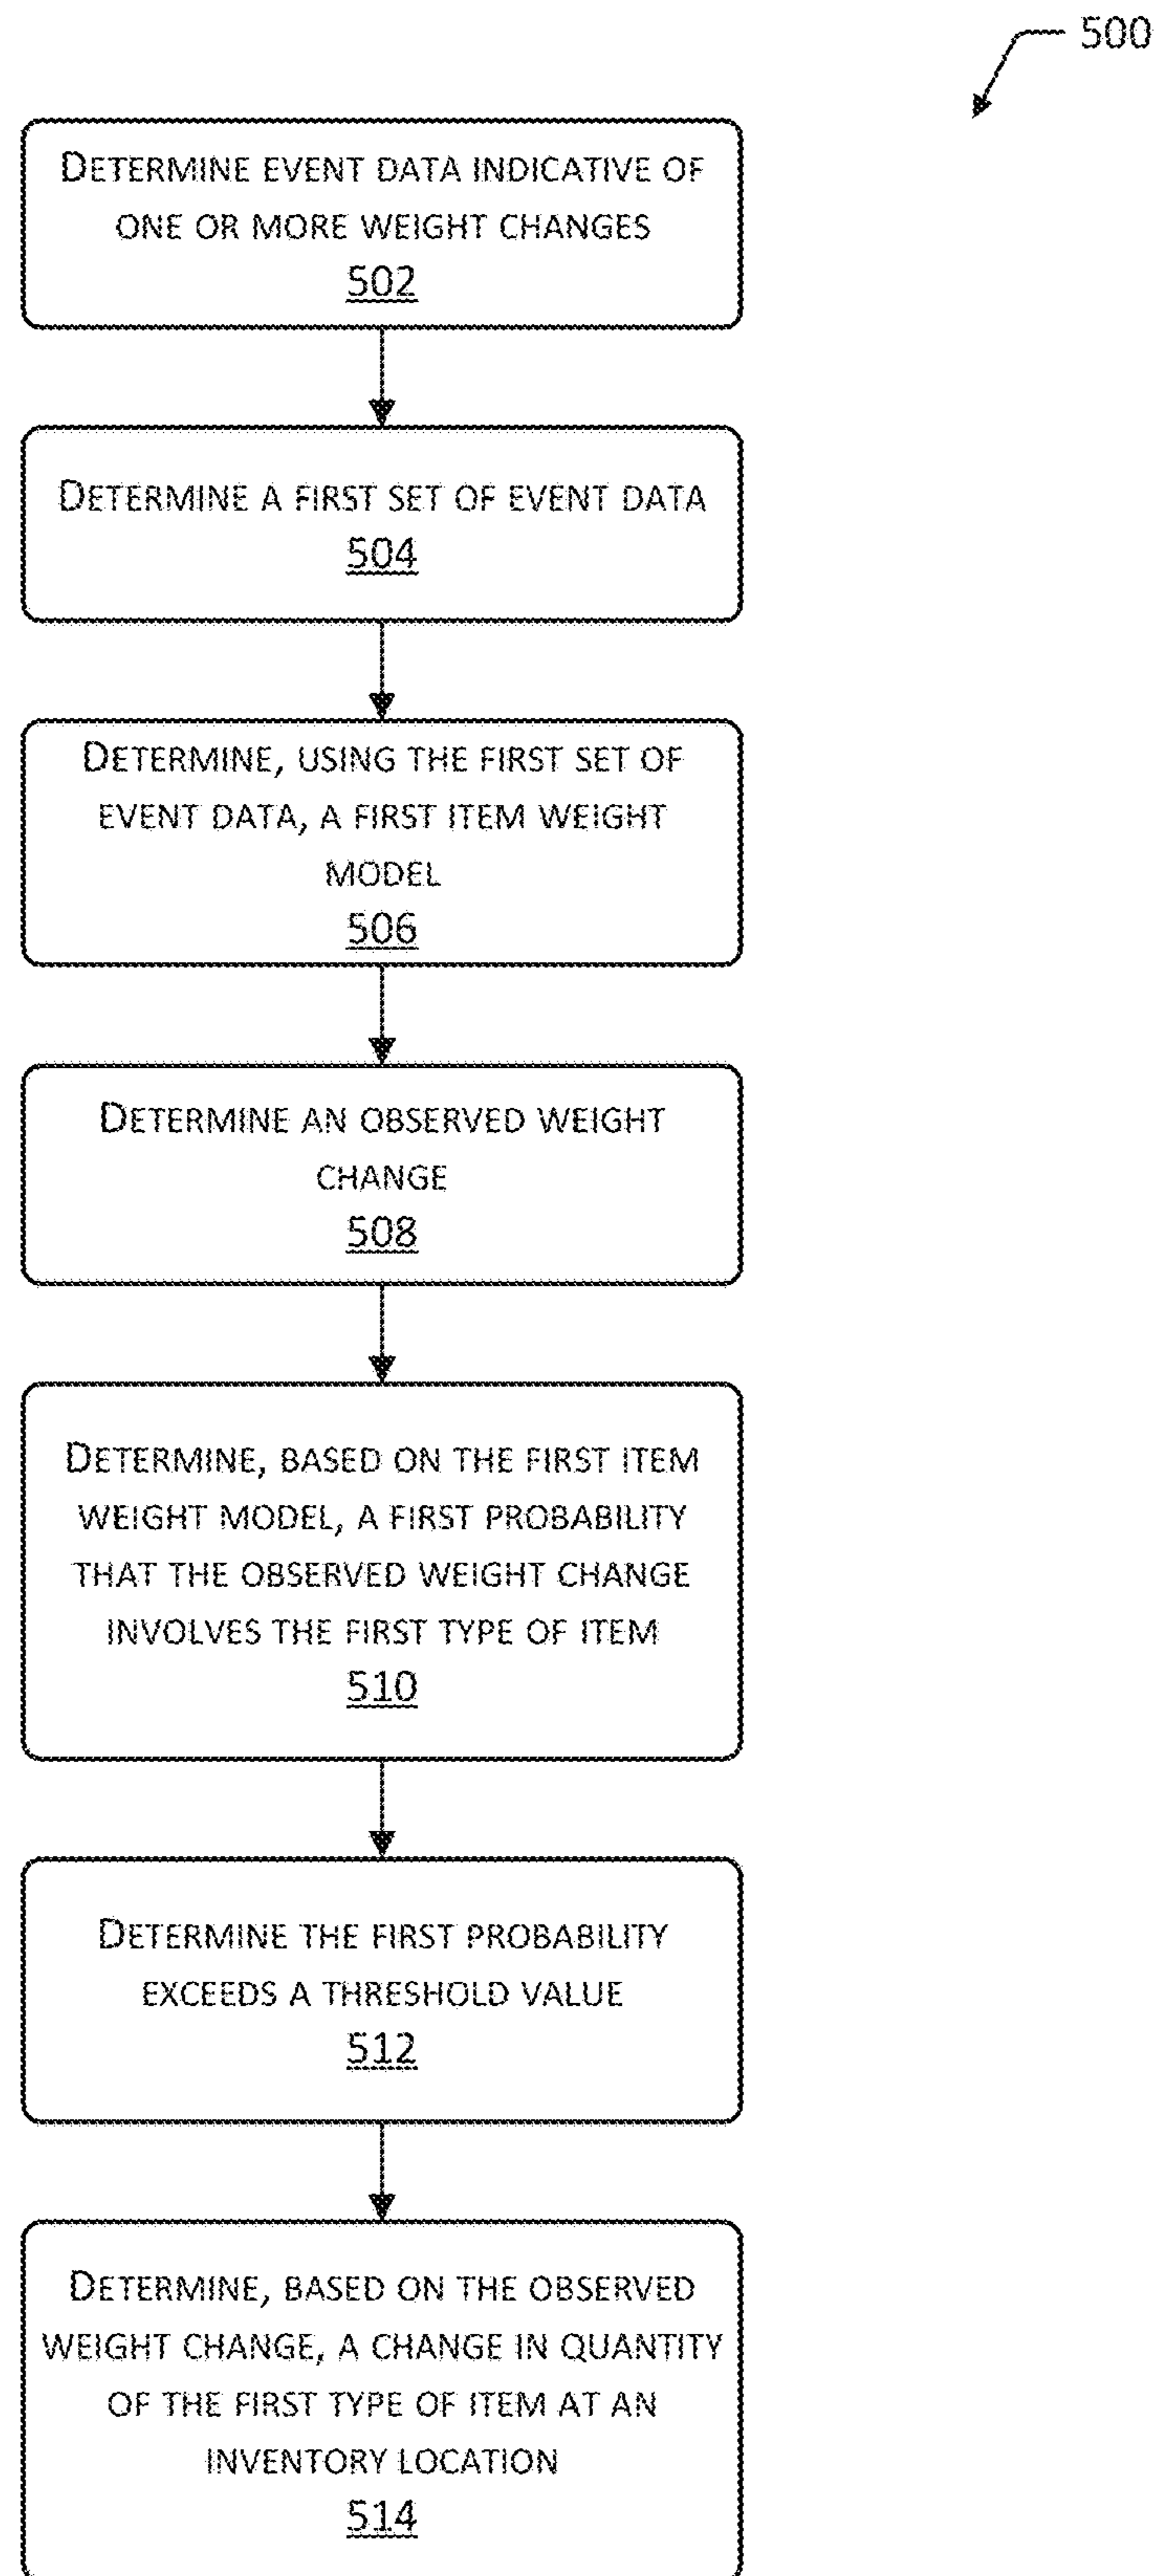 500
DETERMINE EVENT DATA INDICATIVE OF
ONE OR MORE WEIGHT CHANGES
502
DETERMINE A FIRST SET OF EVENT DATA
504
DETERMINE, USING THE FIRST SET OF
EVENT DATA, A FIRST ITEM WEIGHT
MODEL
506
DETERMINE AN OBSERVED WEIGHT
CHANGE
508
DETERMINE, BASED ON THE FIRST ITEM
WEIGHT MODEL, A FIRST PROBABILITY
THAT THE OBSERVED WEIGHT CHANGE
INVOLVES THE FIRST TYPE OF ITEM
510
DETERMINE THE FIRST PROBABILITY
EXCEEDS A THRESHOLD VALUE
512
DETERMINE, BASED ON THE OBSERVED
WEIGHT CHANGE, A CHANGE IN QUANTITY
OF THE FIRST TYPE OF ITEM AT AN
INVENTORY LOCATION
514